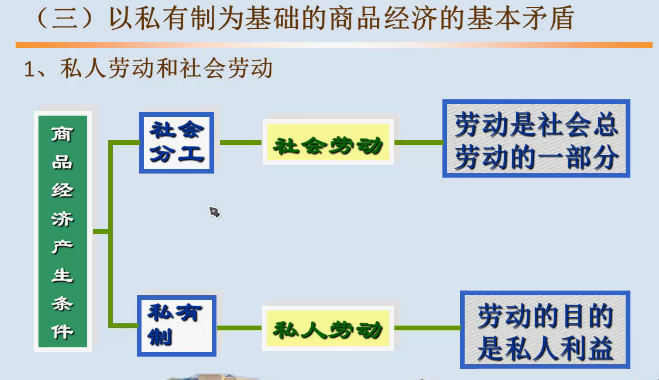 （三）以私有制为基础的商品经济的基本矛盾
1、私人劳动和社会劳动
商品经济产生条件
社会
分工
社会劳动
劳动是社会总
劳动的一部分
私有
制
私人劳动
劳动的目的
是私人利益